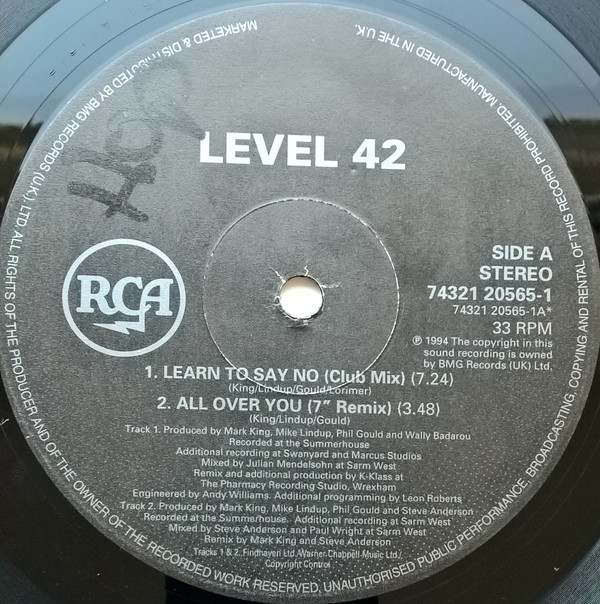 MARKETED & DISTRIBUTED BY BMG RECORDS (UK), LTD. ALL RIGHTS OF THE PRODUCER AND OF THE OWNER OF THE RECORDED WORK RESERVED. UNAUTHORISED PUBLIC PERFORMANCE, BROADCASTING, COPYING AND RENTAL OF THIS RECORD PROHIBITED. MAUNFACTURED IN THE U.K.
LEVEL 42
RCA
SIDE A
STEREO
74321 20565-1
74321 20565-1A*
33 RPM
℗ 1994 The copyright in this
sound recording is owned
by BMG Records (UK) Ltd.
1. LEARN TO SAY NO (Club Mix) (7.24)
(King/Lindup/Gould/Lorimer)
2. ALL OVER YOU (7" Remix) (3.48)
(King/Lindup/Gould)
Track 1. Produced by Mark King, Mike Lindup, Phil Gould and Wally Badarou
Recorded at the Summerhouse
Additional recording at Swanyard and Marcus Studios
Mixed by Julian Mendelsohn at Sarm West
Remix and additional production by K-Klass at
The Pharmacy Recording Studio, Wrexham
Engineered by Andy Williams. Additional programming by Leon Roberts
Track 2. Produced by Mark King, Mike Lindup, Phil Gould and Steve Anderson
Recorded at the Summerhouse. Additional recording at Sarm West
Mixed by Steve Anderson and Paul Wright at Sarm West
Remix by Mark King and Steve Anderson
Tracks 1 & 2. Findhaven Ltd./Warner Chappell Music Ltd./
Copyright Control